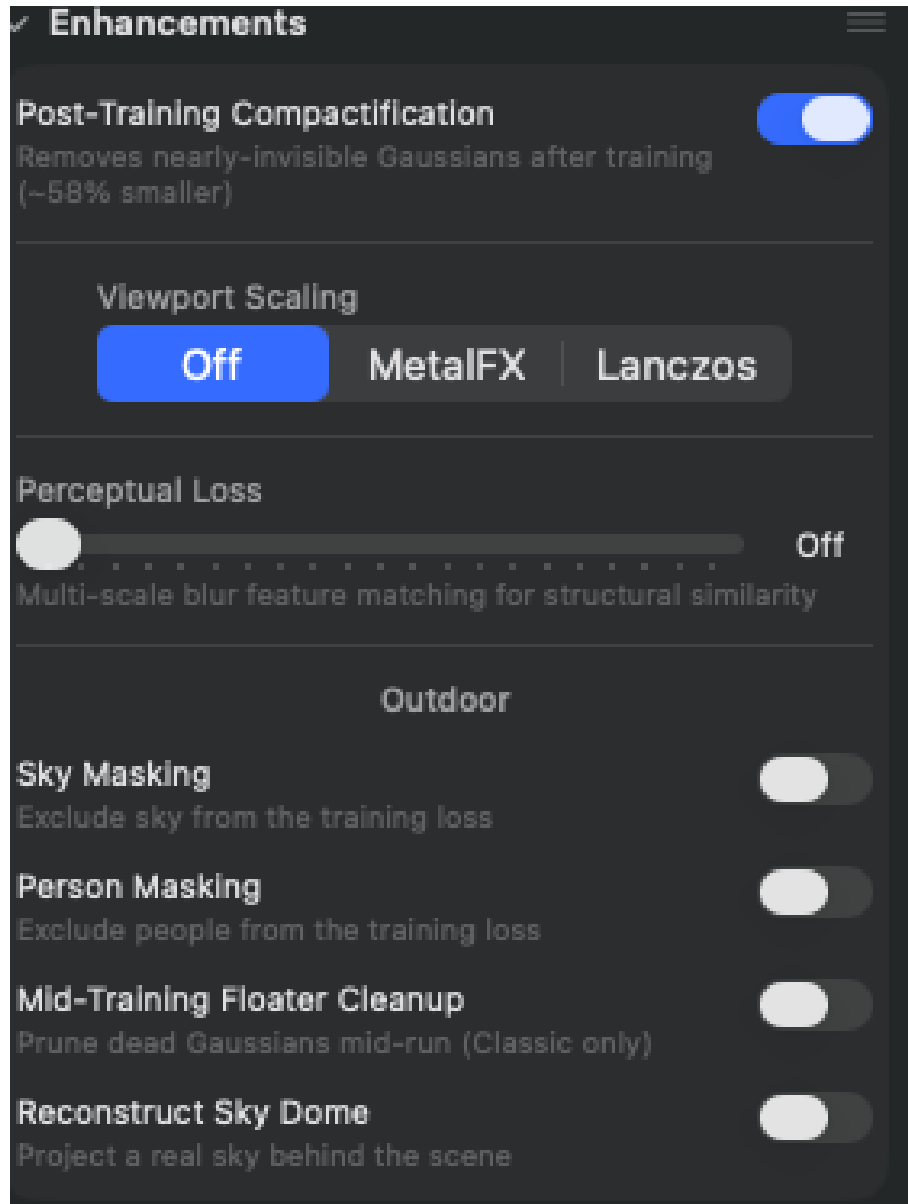 Enhancements
Post-Training Compactification
Removes nearly-invisible Gaussians after training
(~58% smaller)
Viewport Scaling
Off MetalFX Lanczos
Perceptual Loss
Off
Multi-scale blur feature matching for structural similarity
Outdoor
Sky Masking
Exclude sky from the training loss
Person Masking
Exclude people from the training loss
Mid-Training Floater Cleanup
Prune dead Gaussians mid-run (Classic only)
Reconstruct Sky Dome
Project a real sky behind the scene